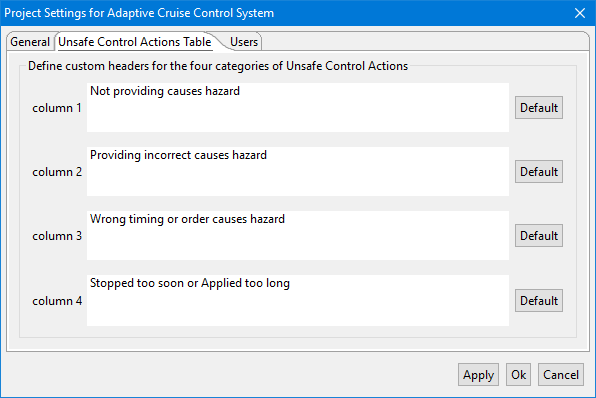 Project Settings for Adaptive Cruise Control System
General Unsafe Control Actions Table Users
Define custom headers for the four categories of Unsafe Control Actions
column 1 Not providing causes hazard Default
column 2 Providing incorrect causes hazard Default
column 3 Wrong timing or order causes hazard Default
column 4 Stopped too soon or Applied too long Default
Apply Ok Cancel